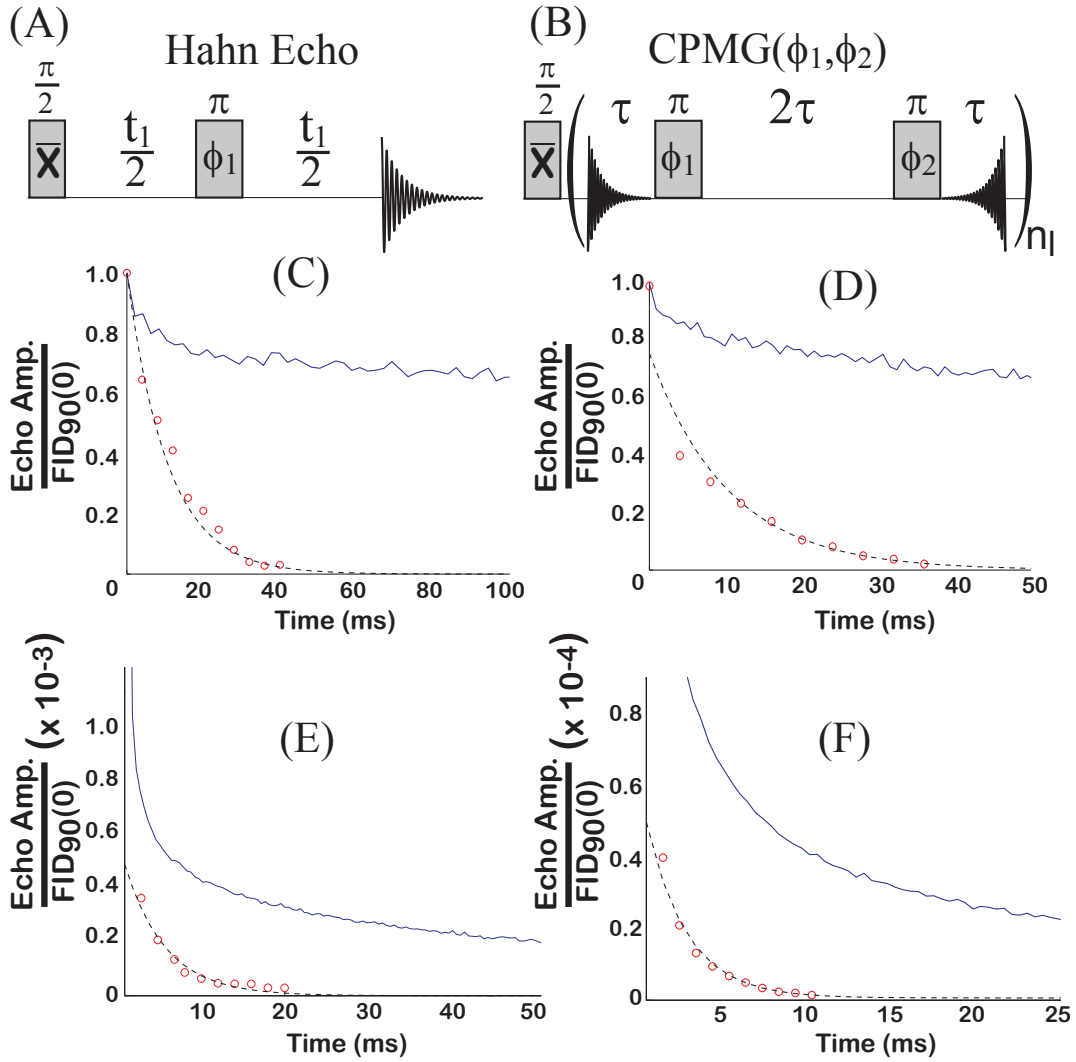 (A)
Hahn Echo
π/2
X̅
t₁/2
π
ϕ₁
t₁/2
(B)
CPMG(ϕ₁,ϕ₂)
π/2
X̅
τ
π
ϕ₁
2τ
π
ϕ₂
τ
nI
(C)
Echo Amp.
FID90(0)
1.0
0.8
0.6
0.4
0.2
0
0
20
40
60
80
100
Time (ms)
(D)
Echo Amp.
FID90(0)
1.0
0.8
0.6
0.4
0.2
0
0
10
20
30
40
50
Time (ms)
(E)
Echo Amp.
FID90(0)
(x 10-3)
1.0
0.8
0.6
0.4
0.2
0
10
20
30
40
50
Time (ms)
(F)
Echo Amp.
FID90(0)
(x 10-4)
0.8
0.6
0.4
0.2
0
5
10
15
20
25
Time (ms)